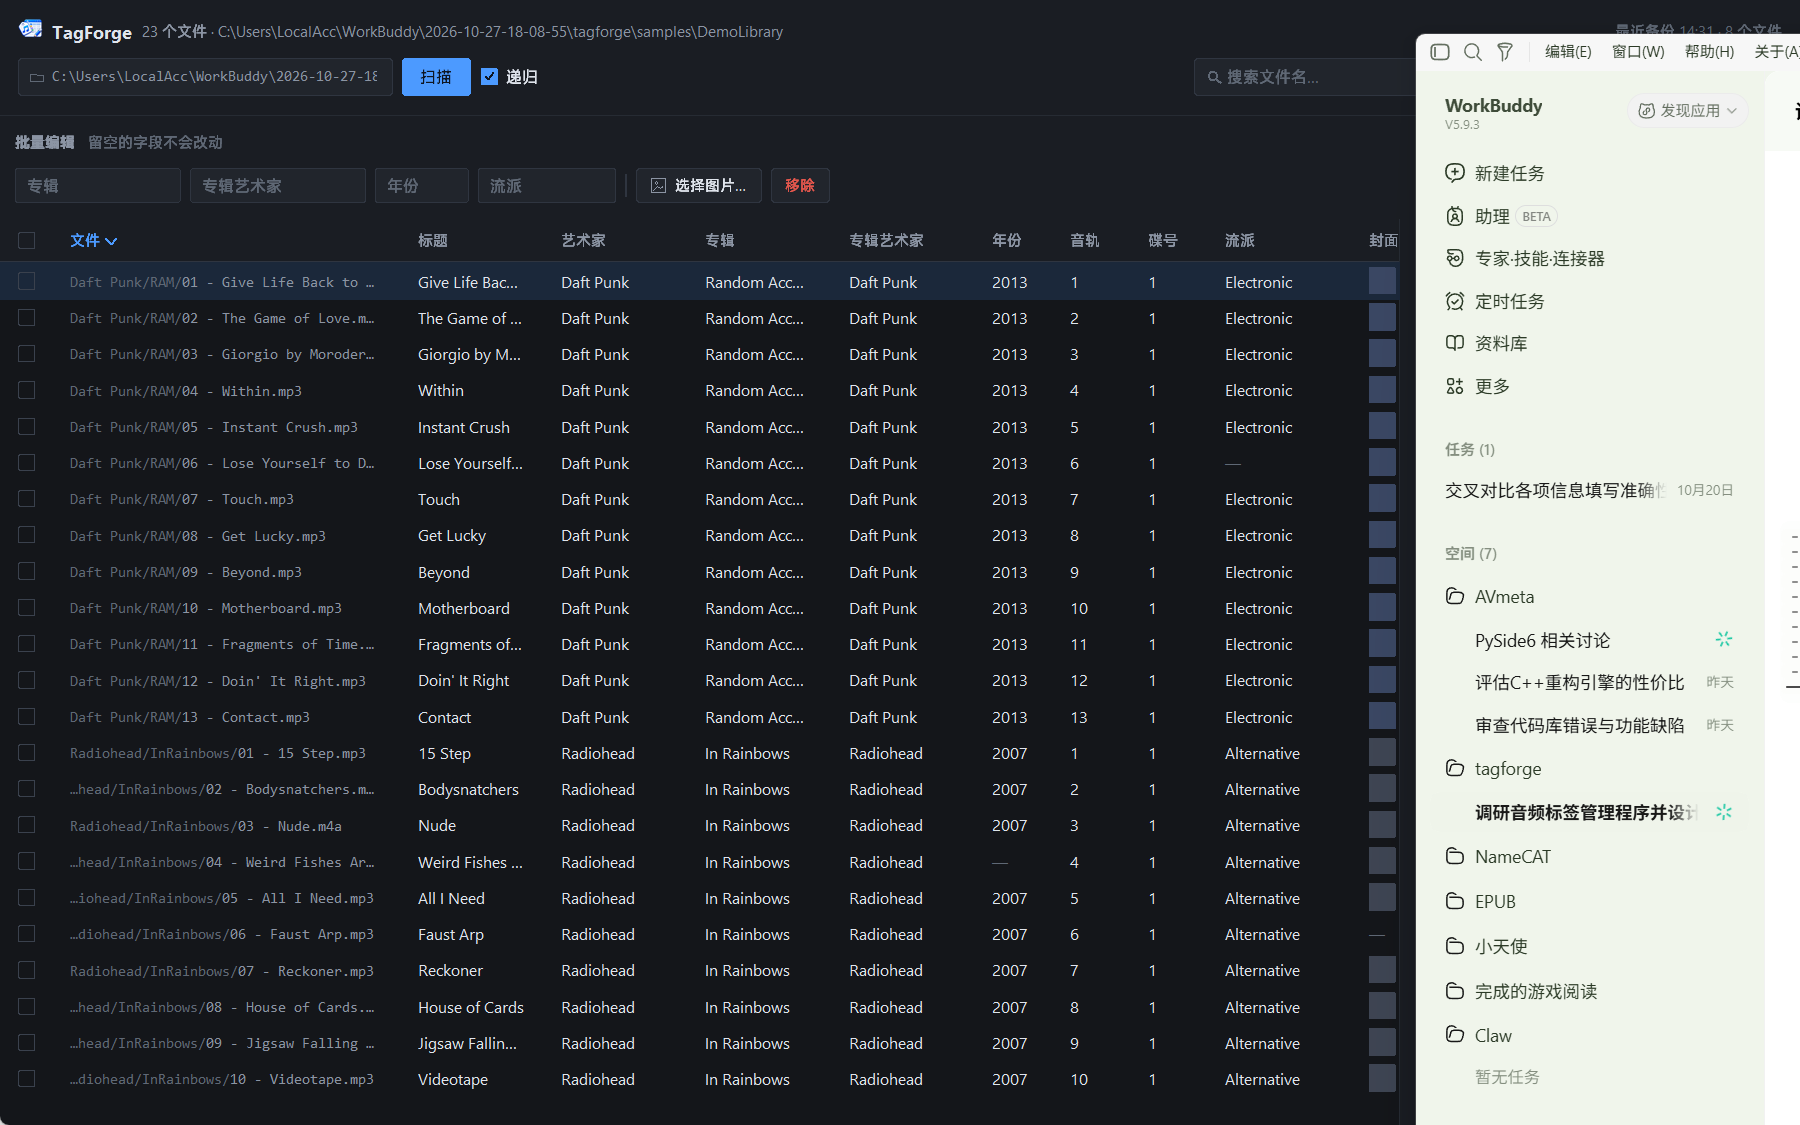 TagForge 23 个文件 · C:\Users\LocalAcc\WorkBuddy\2026-10-27-18-08-55\tagforge\samples\DemoLibrary
最近备份 14:31 · 8 个文件
C:\Users\LocalAcc\WorkBuddy\2026-10-27-18 扫描 递归 搜索文件名...
批量编辑 留空的字段不会改动
专辑 专辑艺术家 年份 流派 选择图片... 移除
文件 标题 艺术家 专辑 专辑艺术家 年份 音轨 碟号 流派 封面
Daft Punk/RAM/01 - Give Life Back to … Give Life Bac... Daft Punk Random Acc... Daft Punk 2013 1 1 Electronic
Daft Punk/RAM/02 - The Game of Love.m… The Game of ... Daft Punk Random Acc... Daft Punk 2013 2 1 Electronic
Daft Punk/RAM/03 - Giorgio by Moroder… Giorgio by M... Daft Punk Random Acc... Daft Punk 2013 3 1 Electronic
Daft Punk/RAM/04 - Within.mp3 Within Daft Punk Random Acc... Daft Punk 2013 4 1 Electronic
Daft Punk/RAM/05 - Instant Crush.mp3 Instant Crush Daft Punk Random Acc... Daft Punk 2013 5 1 Electronic
Daft Punk/RAM/06 - Lose Yourself to D… Lose Yourself... Daft Punk Random Acc... Daft Punk 2013 6 1 —
Daft Punk/RAM/07 - Touch.mp3 Touch Daft Punk Random Acc... Daft Punk 2013 7 1 Electronic
Daft Punk/RAM/08 - Get Lucky.mp3 Get Lucky Daft Punk Random Acc... Daft Punk 2013 8 1 Electronic
Daft Punk/RAM/09 - Beyond.mp3 Beyond Daft Punk Random Acc... Daft Punk 2013 9 1 Electronic
Daft Punk/RAM/10 - Motherboard.mp3 Motherboard Daft Punk Random Acc... Daft Punk 2013 10 1 Electronic
Daft Punk/RAM/11 - Fragments of Time.… Fragments of... Daft Punk Random Acc... Daft Punk 2013 11 1 Electronic
Daft Punk/RAM/12 - Doin' It Right.mp3 Doin' It Right Daft Punk Random Acc... Daft Punk 2013 12 1 Electronic
Daft Punk/RAM/13 - Contact.mp3 Contact Daft Punk Random Acc... Daft Punk 2013 13 1 Electronic
Radiohead/InRainbows/01 - 15 Step.mp3 15 Step Radiohead In Rainbows Radiohead 2007 1 1 Alternative
…head/InRainbows/02 - Bodysnatchers.m… Bodysnatchers Radiohead In Rainbows Radiohead 2007 2 1 Alternative
Radiohead/InRainbows/03 - Nude.m4a Nude Radiohead In Rainbows Radiohead 2007 3 1 Alternative
…head/InRainbows/04 - Weird Fishes Ar… Weird Fishes ... Radiohead In Rainbows Radiohead — 4 1 Alternative
…iohead/InRainbows/05 - All I Need.mp3 All I Need Radiohead In Rainbows Radiohead 2007 5 1 Alternative
…diohead/InRainbows/06 - Faust Arp.mp3 Faust Arp Radiohead In Rainbows Radiohead 2007 6 1 Alternative —
Radiohead/InRainbows/07 - Reckoner.mp3 Reckoner Radiohead In Rainbows Radiohead 2007 7 1 Alternative
…head/InRainbows/08 - House of Cards.… House of Cards Radiohead In Rainbows Radiohead 2007 8 1 Alternative
…head/InRainbows/09 - Jigsaw Falling … Jigsaw Fallin... Radiohead In Rainbows Radiohead 2007 9 1 Alternative
…diohead/InRainbows/10 - Videotape.mp3 Videotape Radiohead In Rainbows Radiohead 2007 10 1 Alternative
编辑(E) 窗口(W) 帮助(H) 关于(A
WorkBuddy
V5.9.3
发现应用
新建任务
助理 BETA
专家·技能·连接器
定时任务
资料库
更多
任务 (1)
交叉对比各项信息填写准确性 10月20日
空间 (7)
AVmeta
PySide6 相关讨论
评估C++重构引擎的性价比 昨天
审查代码库错误与功能缺陷 昨天
tagforge
调研音频标签管理程序并设计
NameCAT
EPUB
小天使
完成的游戏阅读
Claw
暂无任务